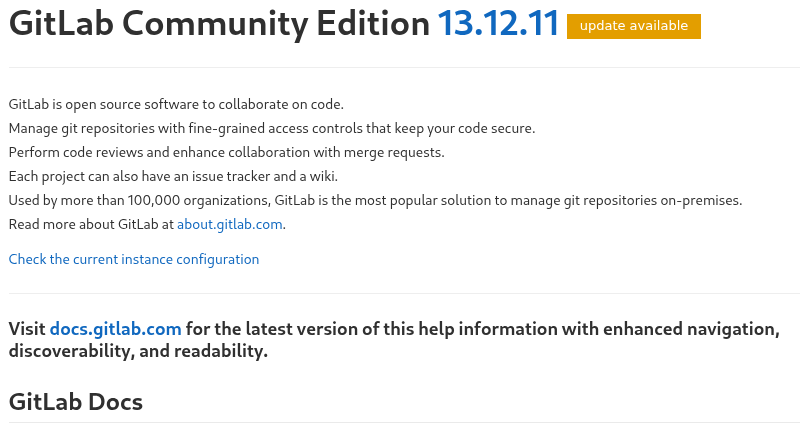 GitLab Community Edition 13.12.11 update available
GitLab is open source software to collaborate on code.
Manage git repositories with fine-grained access controls that keep your code secure.
Perform code reviews and enhance collaboration with merge requests.
Each project can also have an issue tracker and a wiki.
Used by more than 100,000 organizations, GitLab is the most popular solution to manage git repositories on-premises.
Read more about GitLab at about.gitlab.com.
Check the current instance configuration
Visit docs.gitlab.com for the latest version of this help information with enhanced navigation,
discoverability, and readability.
GitLab Docs